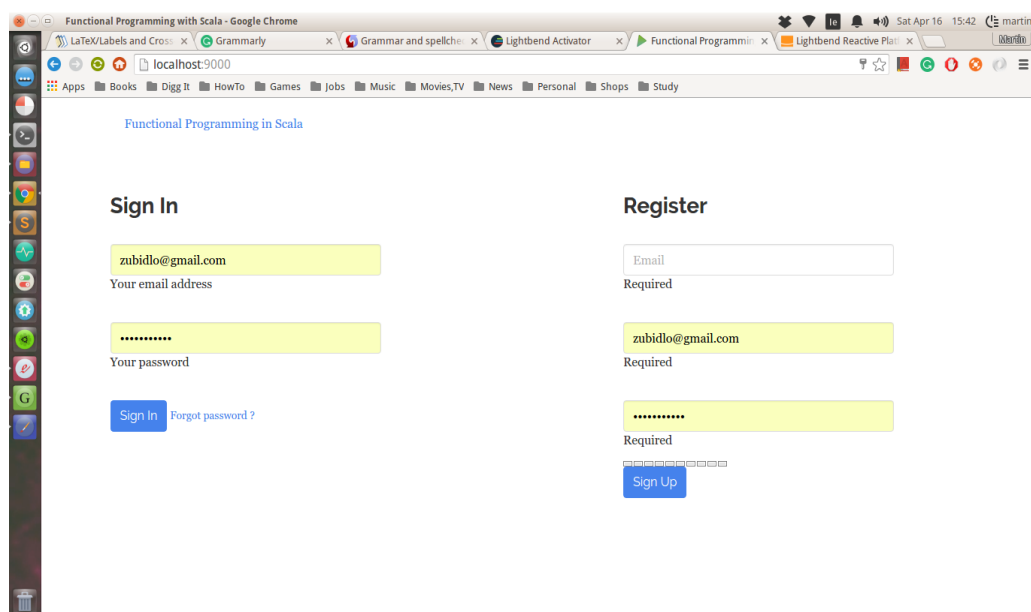 Functional Programming with Scala - Google Chrome
Ie
Sat Apr 16 15:42
martin
LaTeX/Labels and Cross
Grammarly
Grammar and spellche
Lightbend Activator
Functional Programmin
Lightbend Reactive Plat
Martin
localhost:9000
Apps Books Digg It HowTo Games Jobs Music Movies,TV News Personal Shops Study
Functional Programming in Scala
Sign In
zubidlo@gmail.com
Your email address
•••••••••••
Your password
Sign In Forgot password ?
Register
Email
Required
zubidlo@gmail.com
Required
•••••••••••
Required
Sign Up